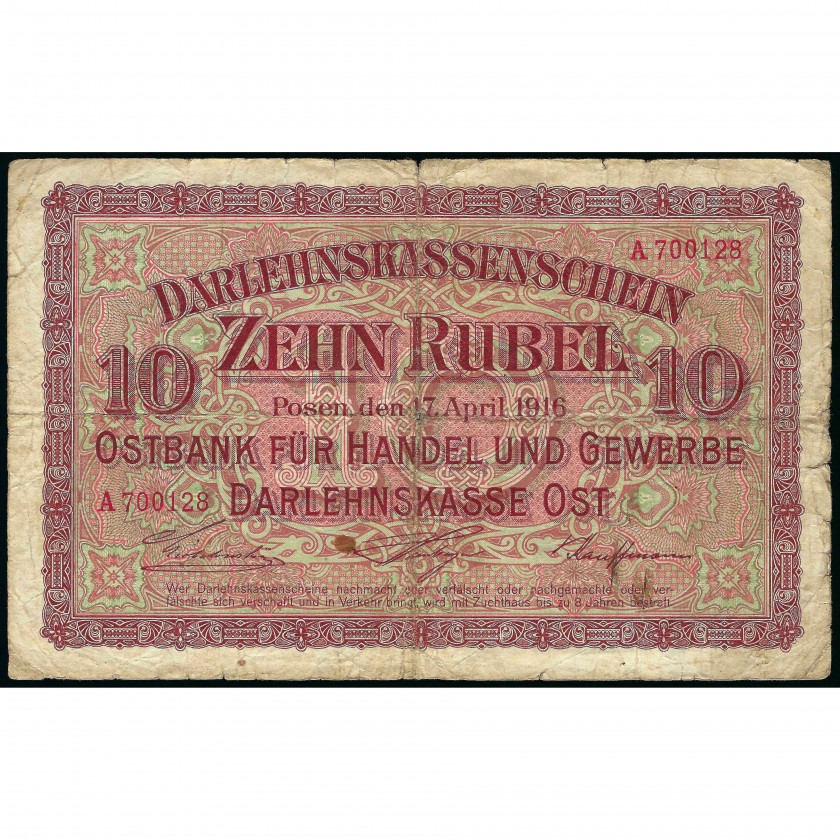 A 700128
DARLEHNSKASSENSCHEIN
ZEHN RUBEL
10 10
Posen, den 17. April 1916
OSTBANK FÜR HANDEL UND GEWERBE
A 700128 DARLEHNSKASSE OST
Kauffmann
Wer Darlehnskassenscheine nachmacht oder verfälscht oder nachgemachte oder ver-
fälschte sich verschafft und in Verkehr bringt, wird mit Zuchthaus bis zu 8 Jahren bestraft.